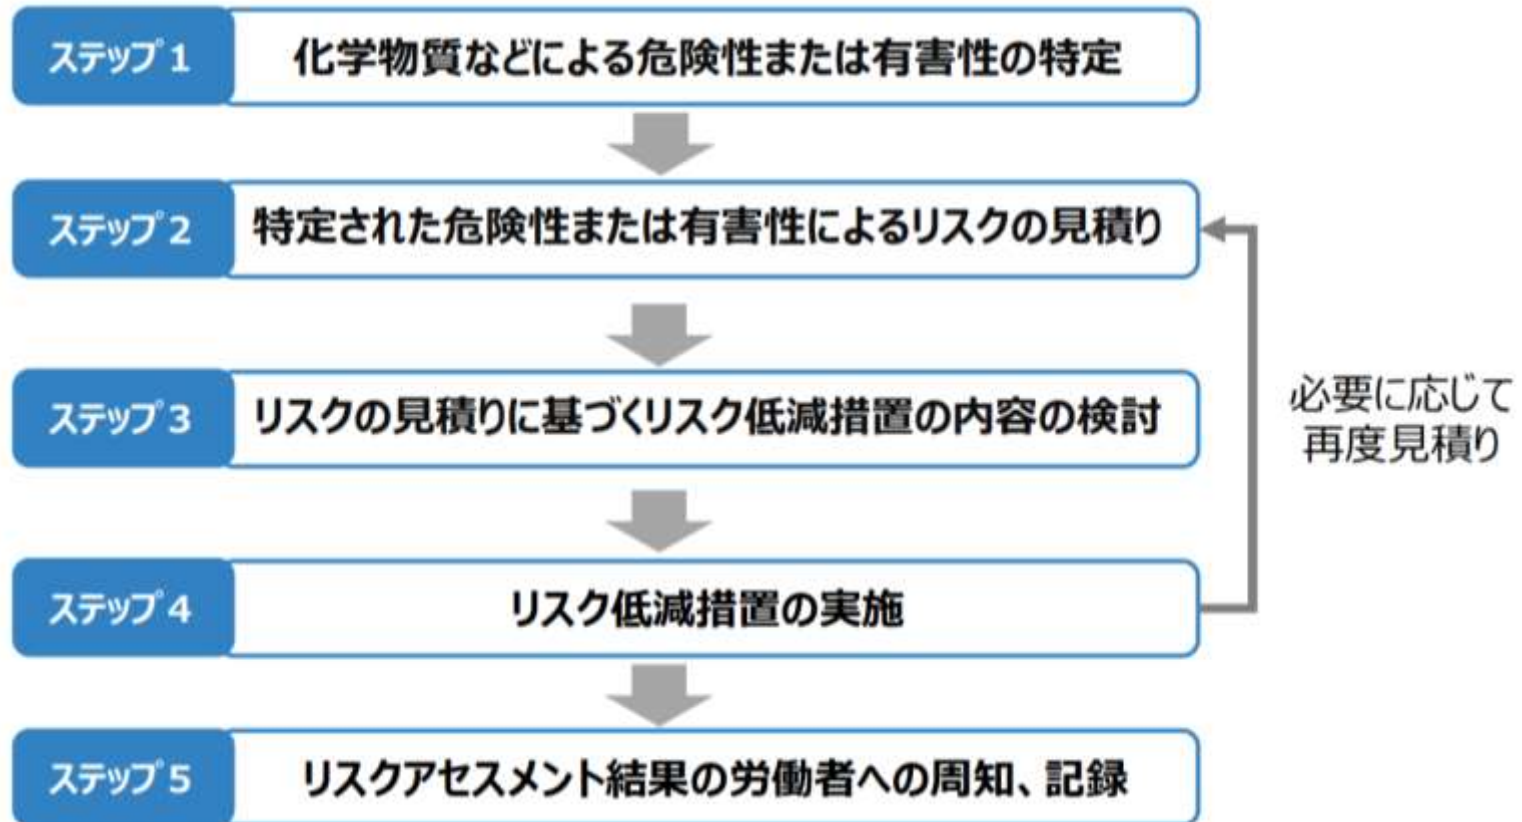 ステップ 1
化学物質などによる危険性または有害性の特定
ステップ 2
特定された危険性または有害性によるリスクの見積り
ステップ 3
リスクの見積りに基づくリスク低減措置の内容の検討
必要に応じて
再度見積り
ステップ 4
リスク低減措置の実施
ステップ 5
リスクアセスメント結果の労働者への周知、記録